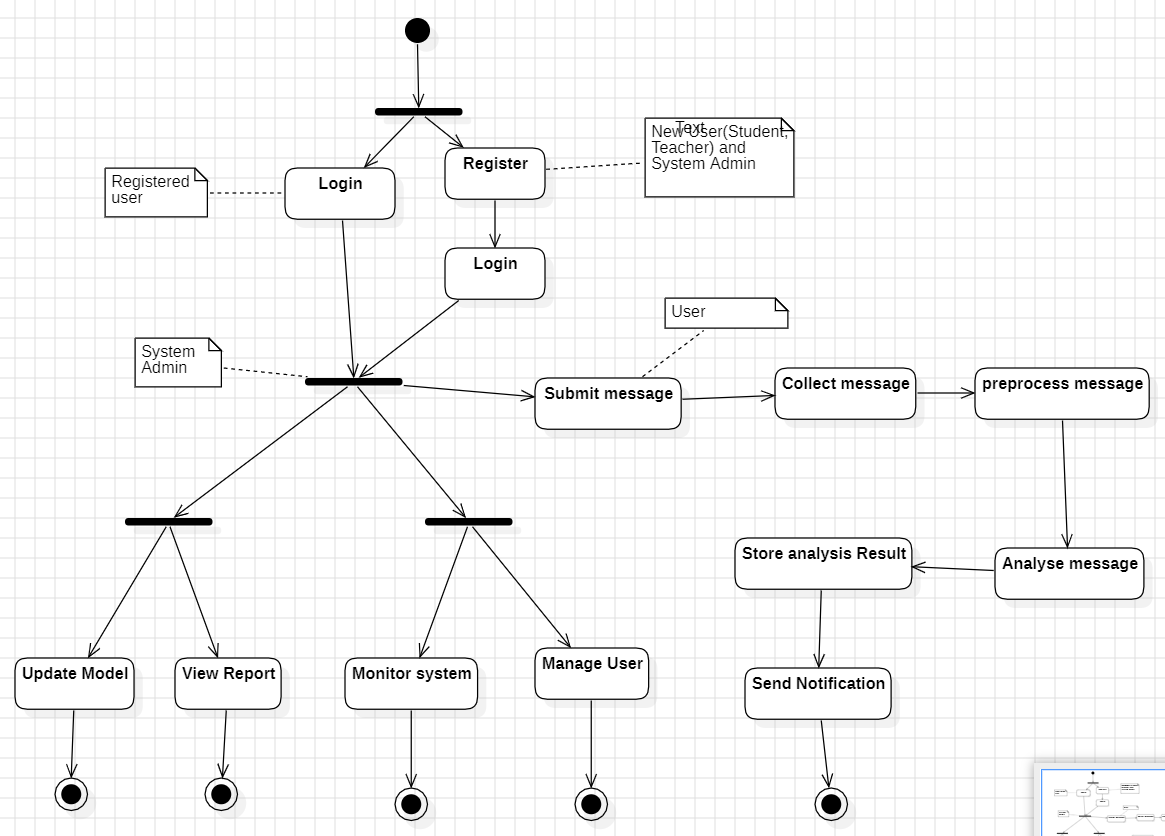 Text
New User(Student,
Teacher) and
System Admin
Register
Login
Registered
user
Login
User
System
Admin
Submit message
Collect message
preprocess message
Store analysis Result
Analyse message
Update Model
View Report
Monitor system
Manage User
Send Notification